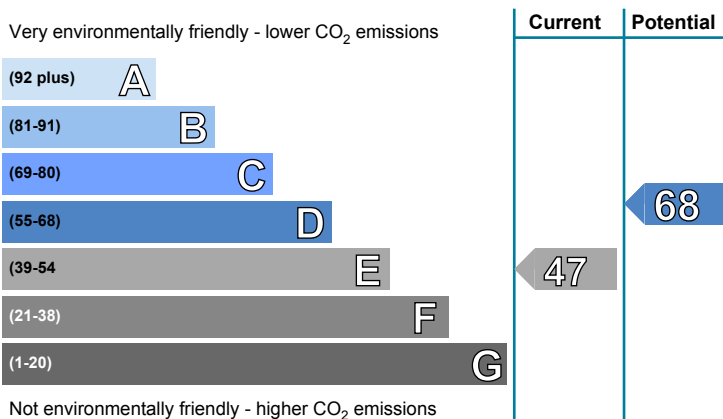 Current Potential
Very environmentally friendly - lower CO₂ emissions
(92 plus) A
(81-91) B
(69-80) C
(55-68) D
68
(39-54 E
47
(21-38) F
(1-20) G
Not environmentally friendly - higher CO₂ emissions